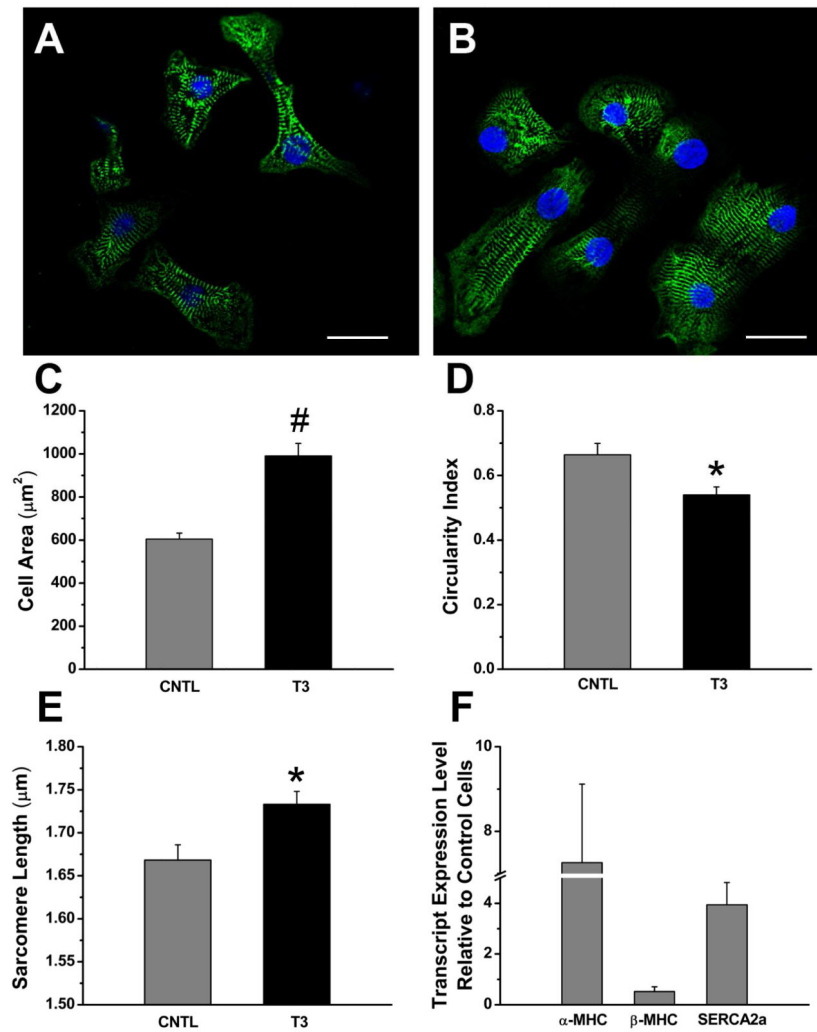 A
B
C
1200
1000
800
600
400
200
0
Cell Area (μm²)
#
CNTL
T3
D
0.8
0.6
0.4
0.2
0.0
Circularity Index
*
CNTL
T3
E
1.80
1.75
1.70
1.65
1.60
1.55
1.50
Sarcomere Length (μm)
*
CNTL
T3
F
10
8
4
2
0
Transcript Expression Level
Relative to Control Cells
α-MHC
β-MHC
SERCA2a